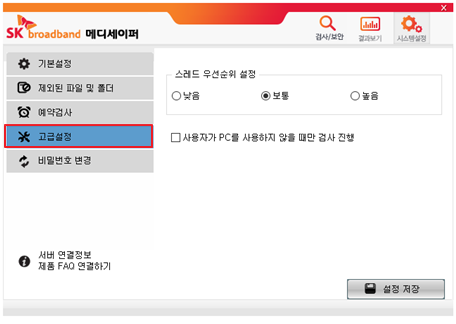 SK broadband 메디세이퍼
검사/보안
결과보기
시스템설정
기본설정
제외된 파일 및 폴더
예약검사
고급설정
비밀번호 변경
스레드 우선순위 설정
낮음
보통
높음
사용자가 PC를 사용하지 않을 때만 검사 진행
서버 연결정보
제품 FAQ 연결하기
설정 저장